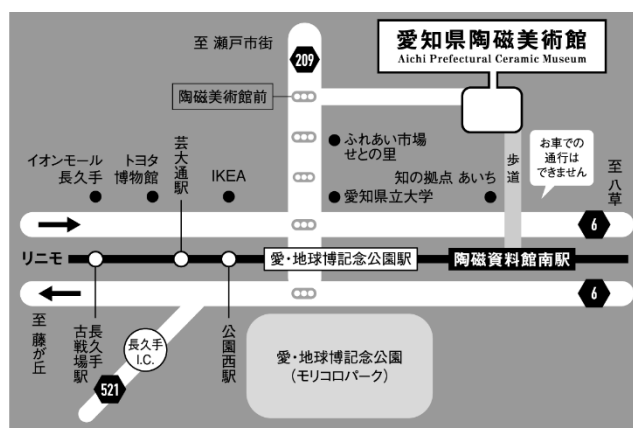 至 瀬戸市街
209
愛知県陶磁美術館
Aichi Prefectural Ceramic Museum
陶磁美術館前
ふれあい市場
せとの里
お車での
通行は
できません
歩道
至 八草
イオンモール
長久手
トヨタ
博物館
芸大通駅
IKEA
知の拠点 あいち
愛知県立大学
6
リニモ
愛・地球博記念公園駅
陶磁資料館南駅
6
至 藤が丘
長久手
古戦場駅
長久手
I.C.
公園西駅
521
愛・地球博記念公園
(モリコロパーク)